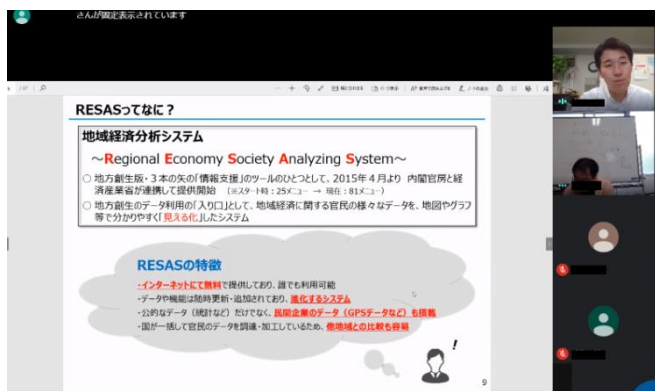 さんが固定表示されています
RESASってなに？
地域経済分析システム
～Regional Economy Society Analyzing System～
○ 地方創生版・３本の矢の「情報支援」のツールのひとつとして、2015年４月より 内閣官房と経
済産業省が連携して提供開始 （※スタート時：25メニュー → 現在：81メニュー）
○ 地方創生のデータ利用の「入り口」として、地域経済に関する官民の様々なデータを、地図やグラフ
等で分かりやすく「見える化」したシステム
RESASの特徴
・インターネットにて無料で提供しており、誰でも利用可能
・データや機能は随時更新・追加されており、進化するシステム
・公的なデータ（統計など）だけでなく、民間企業のデータ（GPSデータなど）も搭載
・国が一括して官民のデータを調達・加工しているため、他地域との比較も容易
!
9